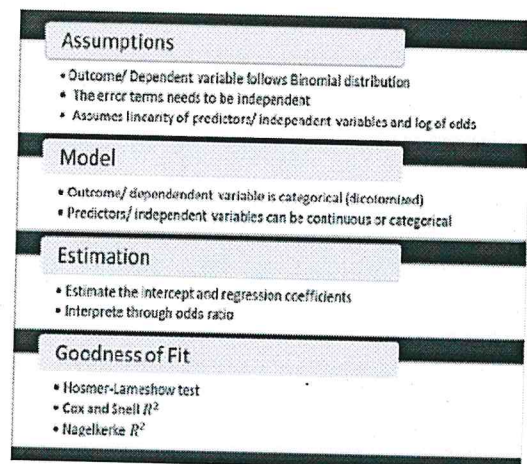 Assumptions
• Outcome/ Dependent variable follows Binomial distribution
• The error terms needs to be independent
• Assumes linearity of predictors/ independent variables and log of odds
Model
• Outcome/ dependendent variable is categorical (dicotomized)
• Predictors/ independent variables can be continuous or categorical
Estimation
• Estimate the intercept and regression coefficients
• Interprete through odds ratio
Goodness of Fit
• Hosmer-Lameshow test
• Cox and Snell R²
• Nagelkerke R²